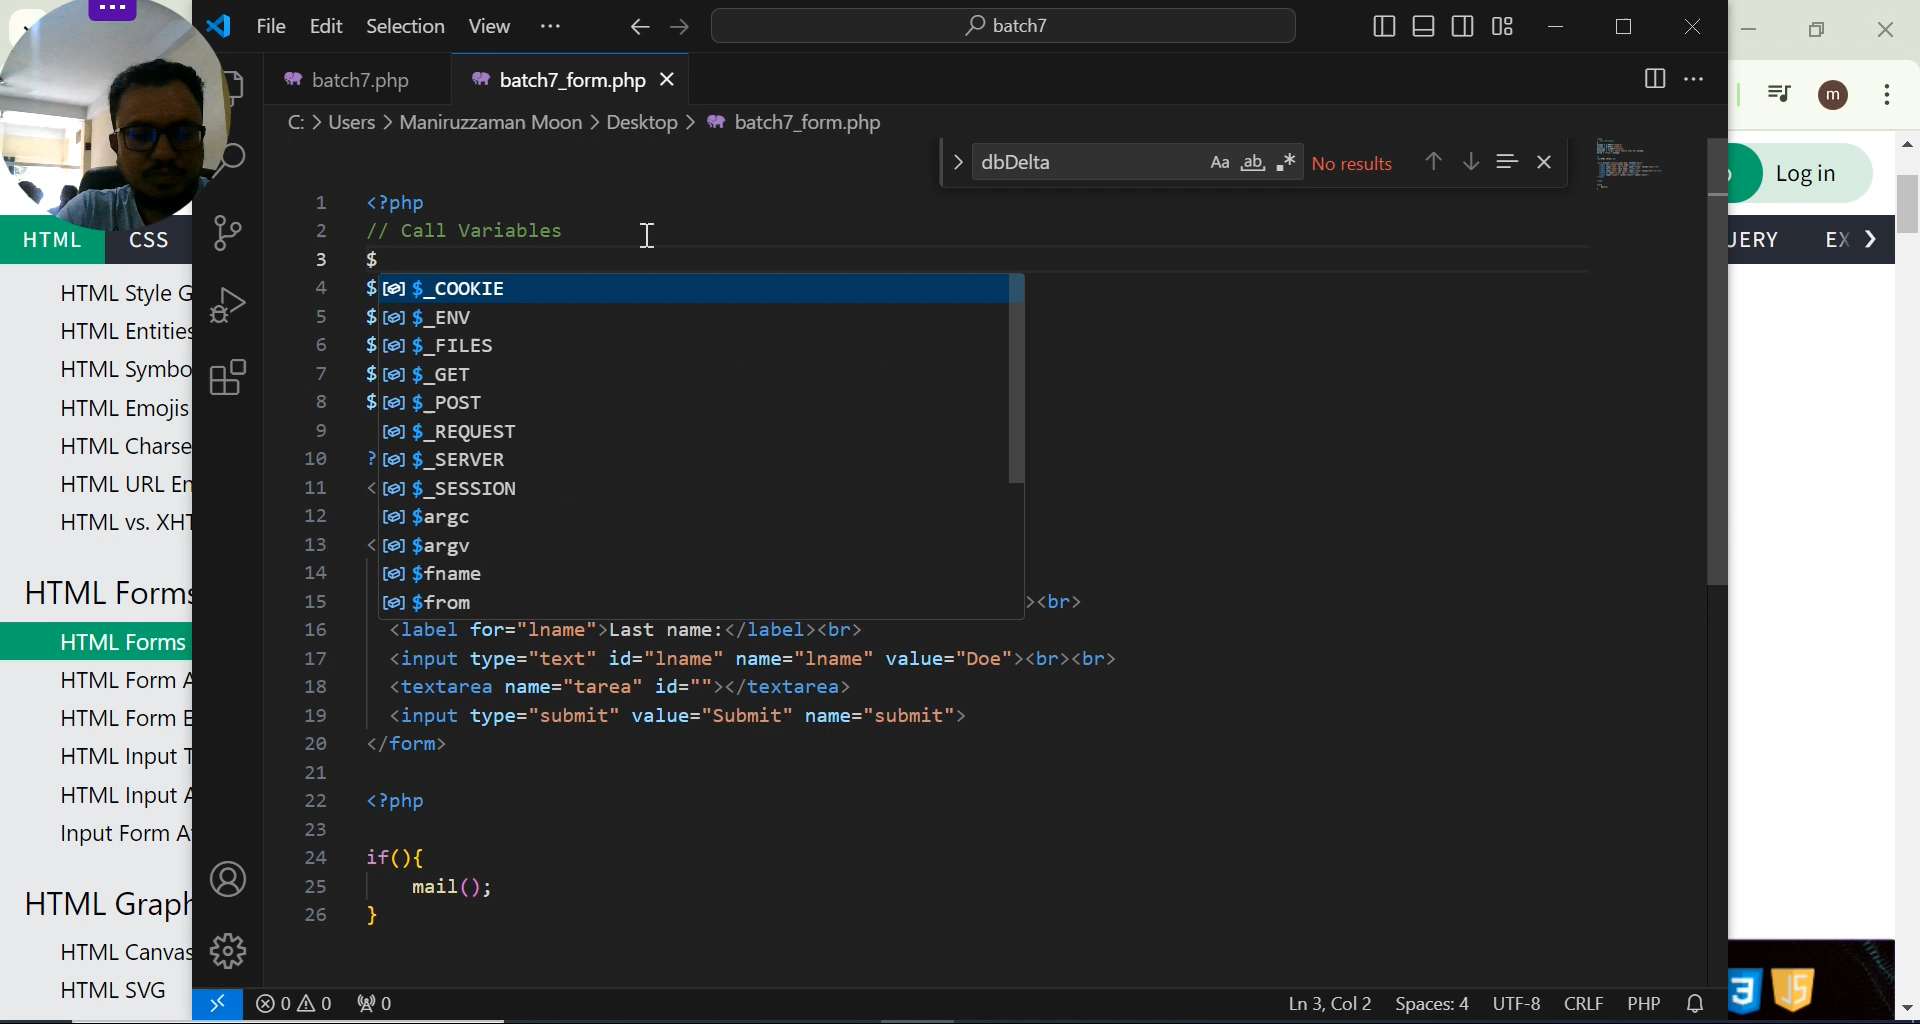 File Edit Selection View ··· batch7
batch7.php batch7_form.php
C: > Users > Maniruzzaman Moon > Desktop > batch7_form.php
dbDelta Aa ab .* No results
m
Log in
HTML CSS
UERY EX
HTML Style G
HTML Entities
HTML Symbo
HTML Emojis
HTML Charse
HTML URL En
HTML vs. XHT
HTML Forms
HTML Forms
HTML Form A
HTML Form E
HTML Input T
HTML Input A
Input Form A
HTML Graph
HTML Canvas
HTML SVG
1 <?php
2 // Call Variables
3 $
4 $ $_COOKIE
5 $ $_ENV
6 $ $_FILES
7 $ $_GET
8 $ $_POST
9 $_REQUEST
10 ? $_SERVER
11 < $_SESSION
12 $argc
13 < $argv
14 $fname
15 $from ><br>
16 <label for="lname">Last name:</label><br>
17 <input type="text" id="lname" name="lname" value="Doe"><br><br>
18 <textarea name="tarea" id=""></textarea>
19 <input type="submit" value="Submit" name="submit">
20 </form>
21
22 <?php
23
24 if(){
25 mail();
26 }
3 JS
0 0 0 Ln 3, Col 2 Spaces: 4 UTF-8 CRLF PHP